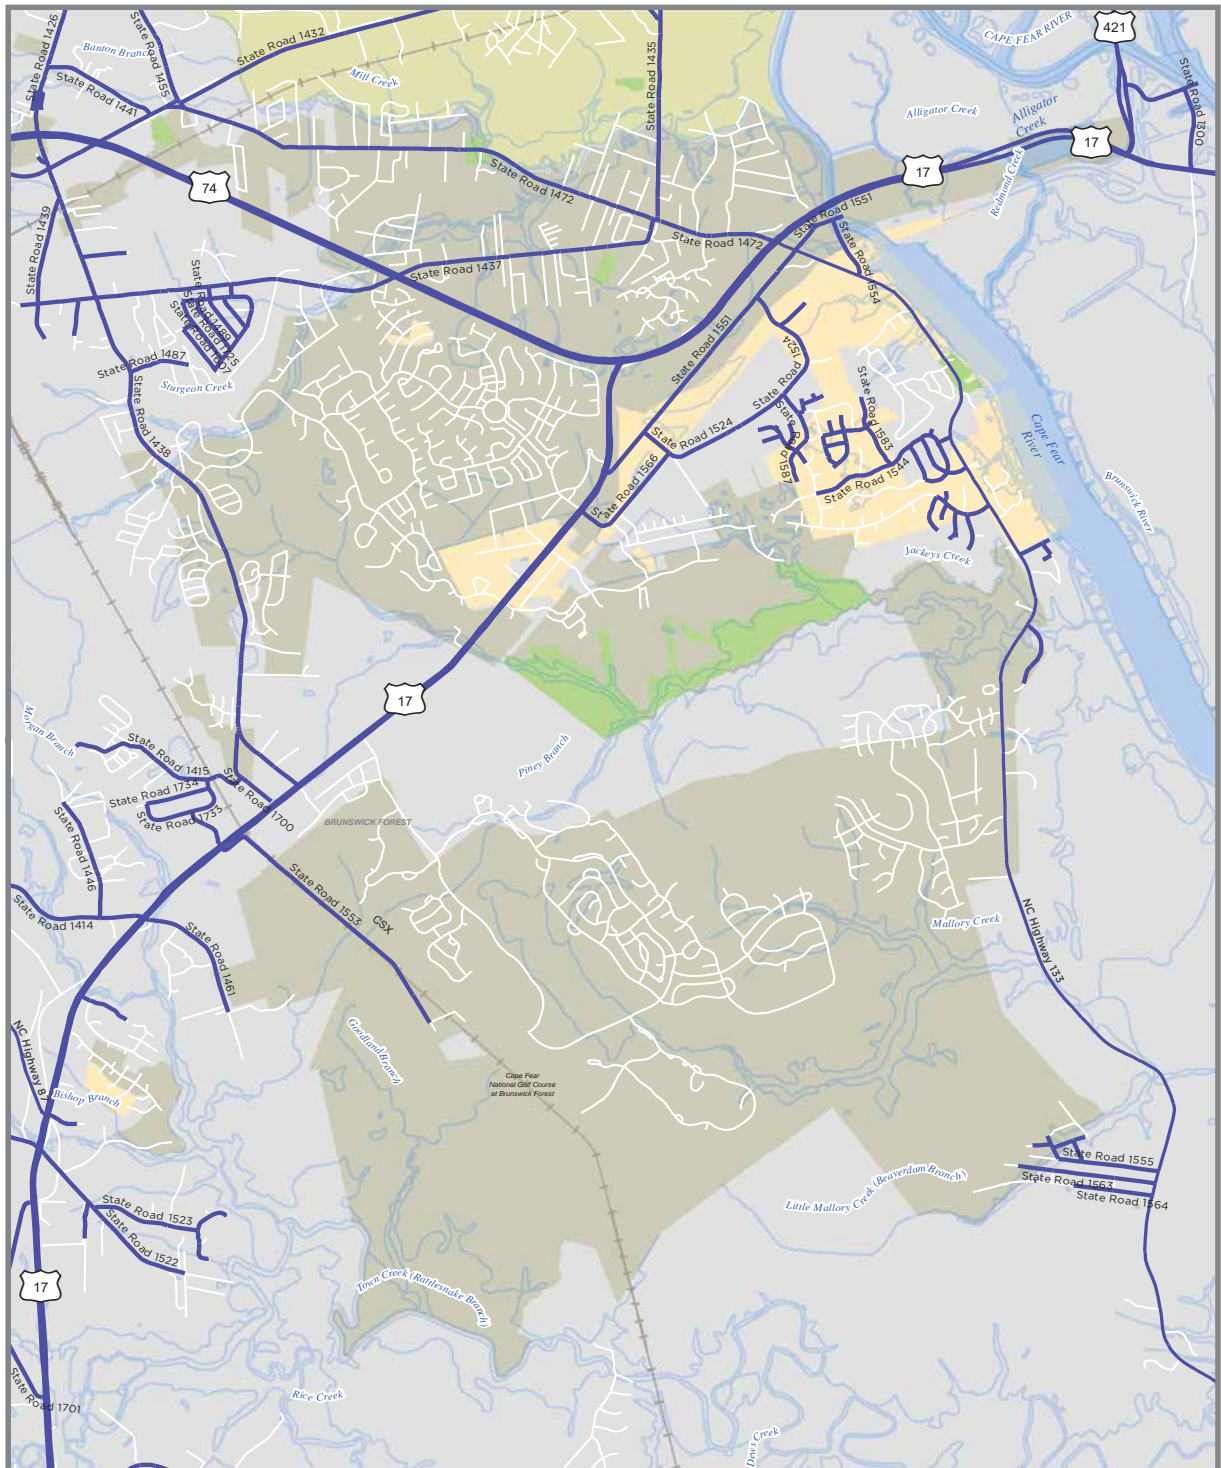 State Road 1426
Banton Branch
State Road 1455
State Road 1432
Mill Creek
State Road 1435
CAPE FEAR RIVER
421
State Road 1441
Alligator Creek
Alligator
Creek
State Road 1300
17
17
Redmond Creek
74
State Road 1472
State Road 1551
State Road 1439
State Road 1472
State Road 1437
State Road 1554
State Road 1489
State Road 1487
Sturgeon Creek
State Road 1551
State Road
1524
State Road 1438
State Road 1524
State Road 1583
Cape Fear
River
State Road 1566
State Road 1544
Brunswick River
Jackeys Creek
17
Morgan Branch
State Road 1415
Piney Branch
State Road 1734
State Road 1733
State Road 1700
BRUNSWICK FOREST
State Road 1446
State Road 1553
CSX
State Road 1414
State Road 1461
Mallory Creek
NC Highway 133
NC Highway 87
Goodland Branch
Bishop Branch
Cape Fear
National Golf Course
at Brunswick Forest
State Road 1555
State Road 1563
State Road 1564
Little Mallory Creek (Beaverdam Branch)
State Road 1523
State Road 1522
17
Town Creek (Rattlesnake Branch)
State Road 1701
Rice Creek
Dews Creek